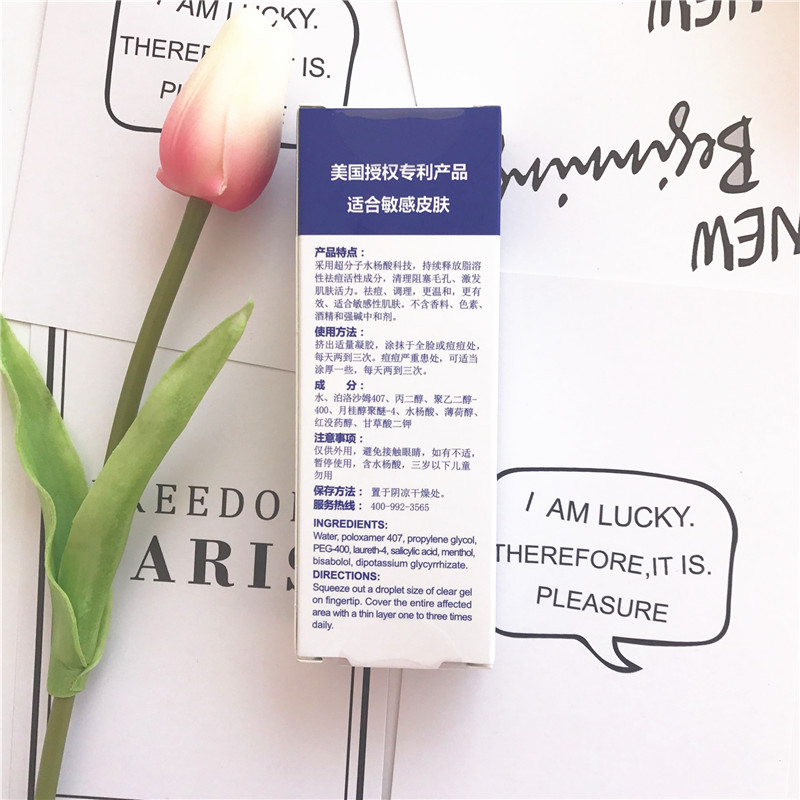 I AM LUCKY.
THEREF
IT IS.
PL
NEW
Beginning
NEW
美国授权专利产品
适合敏感皮肤
产品特点：
采用超分子水杨酸科技，持续释放脂溶
性祛痘活性成分，清理阻塞毛孔、激发
肌肤活力。祛痘、调理，更温和，更有
效、适合敏感性肌肤。不含香料、色素、
酒精和强碱中和剂。
使用方法：
挤出适量凝胶，涂抹于全脸或痘痘处，
每天两到三次。痘痘严重患处，可适当
涂厚一些，每天两到三次。
成 分：
水、泊洛沙姆407、丙二醇、聚乙二醇-
400、月桂醇聚醚-4、水杨酸、薄荷醇、
红没药醇、甘草酸二钾
注意事项：
仅供外用，避免接触眼睛，如有不适，
暂停使用，含水杨酸，三岁以下儿童
勿用
保存方法：置于阴凉干燥处。
服务热线：400-992-3565
INGREDIENTS:
Water, poloxamer 407, propylene glycol,
PEG-400, laureth-4, salicylic acid, menthol,
bisabolol, dipotassium glycyrrhizate.
DIRECTIONS:
Squeeze out a droplet size of clear gel
on fingertip. Cover the entire affected
area with a thin layer one to three times
daily.
REEDO
ARIS
I AM LUCKY.
THEREFORE,IT IS.
PLEASURE